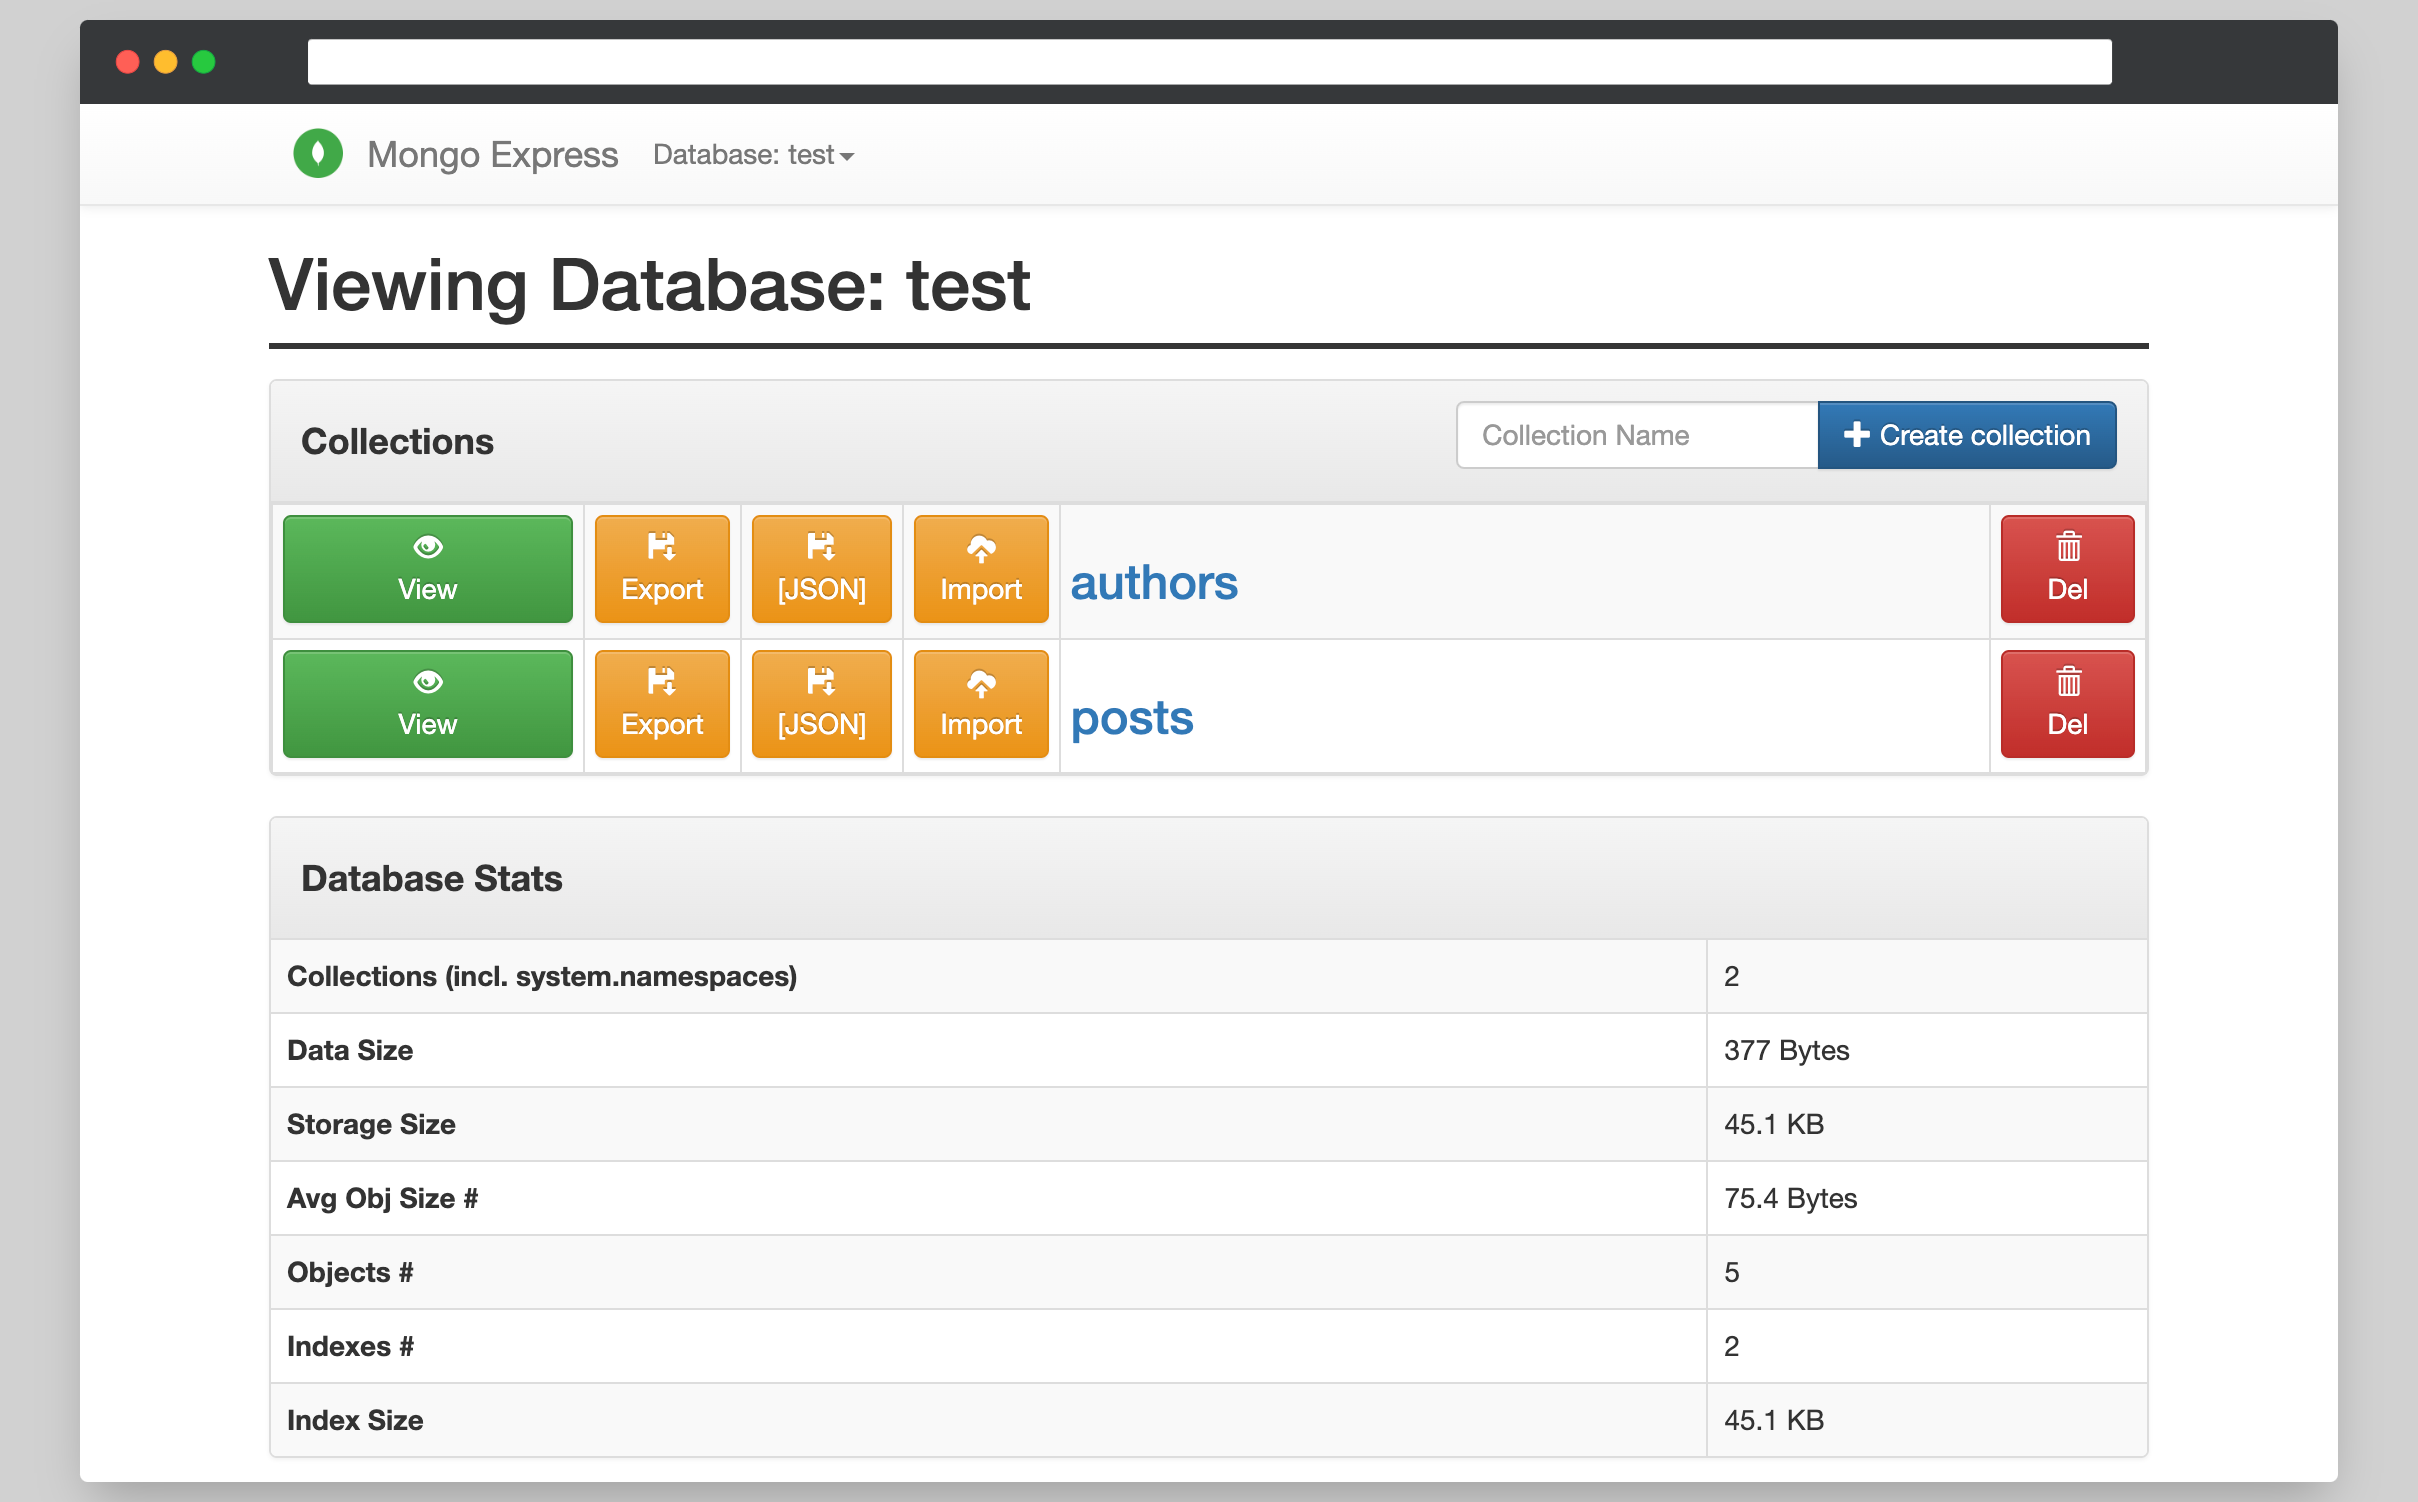 Mongo Express Database: test
Viewing Database: test
Collections
Collection Name
Create collection
View Export [JSON] Import authors Del
View Export [JSON] Import posts Del
Database Stats
Collections (incl. system.namespaces) 2
Data Size 377 Bytes
Storage Size 45.1 KB
Avg Obj Size # 75.4 Bytes
Objects # 5
Indexes # 2
Index Size 45.1 KB